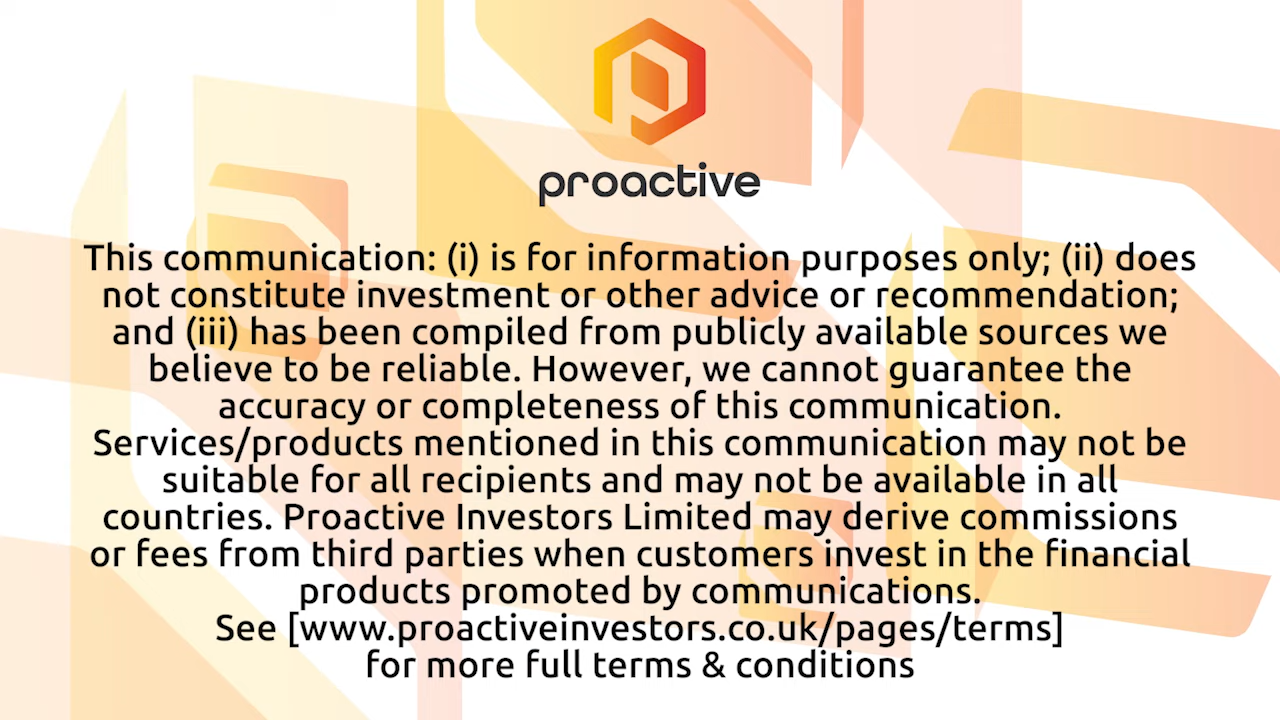 proactive
This communication: (i) is for information purposes only; (ii) does
not constitute investment or other advice or recommendation;
and (iii) has been compiled from publicly available sources we
believe to be reliable. However, we cannot guarantee the
accuracy or completeness of this communication.
Services/products mentioned in this communication may not be
suitable for all recipients and may not be available in all
countries. Proactive Investors Limited may derive commissions
or fees from third parties when customers invest in the financial
products promoted by communications.
See [www.proactiveinvestors.co.uk/pages/terms]
for more full terms & conditions